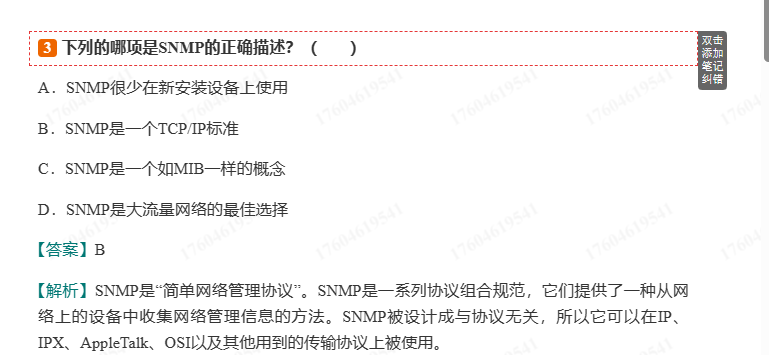 3 下列的哪项是SNMP的正确描述？（　　）
双击
添加
笔记
纠错
A．SNMP很少在新安装设备上使用
B．SNMP是一个TCP/IP标准
C．SNMP是一个如MIB一样的概念
D．SNMP是大流量网络的最佳选择
【答案】B
【解析】SNMP是“简单网络管理协议”。SNMP是一系列协议组合规范，它们提供了一种从网
络上的设备中收集网络管理信息的方法。SNMP被设计成与协议无关，所以它可以在IP、
IPX、AppleTalk、OSI以及其他用到的传输协议上被使用。
17604619541